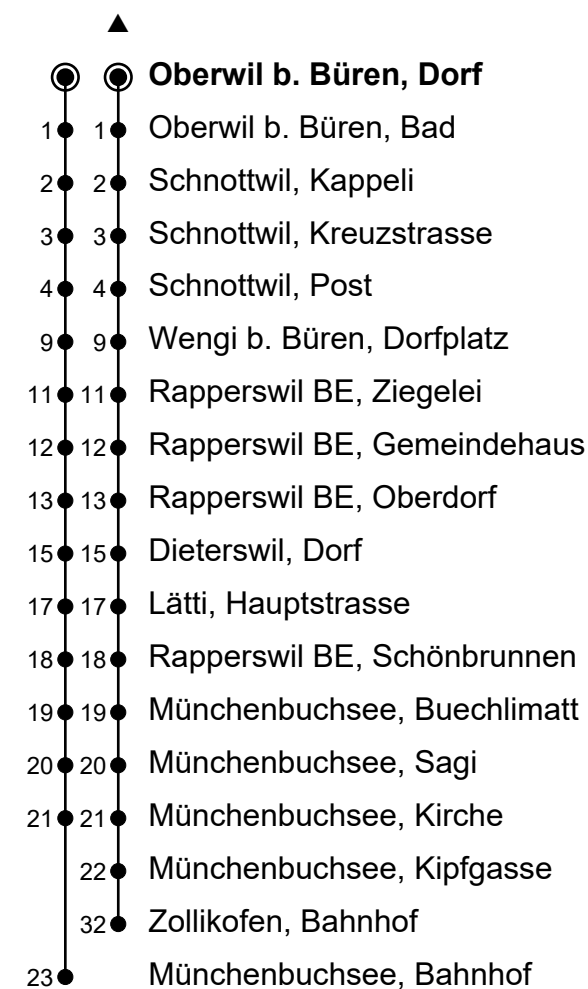 ▲
Oberwil b. Büren, Dorf
1 1 Oberwil b. Büren, Bad
2 2 Schnottwil, Kappeli
3 3 Schnottwil, Kreuzstrasse
4 4 Schnottwil, Post
9 9 Wengi b. Büren, Dorfplatz
11 11 Rapperswil BE, Ziegelei
12 12 Rapperswil BE, Gemeindehaus
13 13 Rapperswil BE, Oberdorf
15 15 Dieterswil, Dorf
17 17 Lätti, Hauptstrasse
18 18 Rapperswil BE, Schönbrunnen
19 19 Münchenbuchsee, Buechlimatt
20 20 Münchenbuchsee, Sagi
21 21 Münchenbuchsee, Kirche
22 Münchenbuchsee, Kipfgasse
32 Zollikofen, Bahnhof
23 Münchenbuchsee, Bahnhof